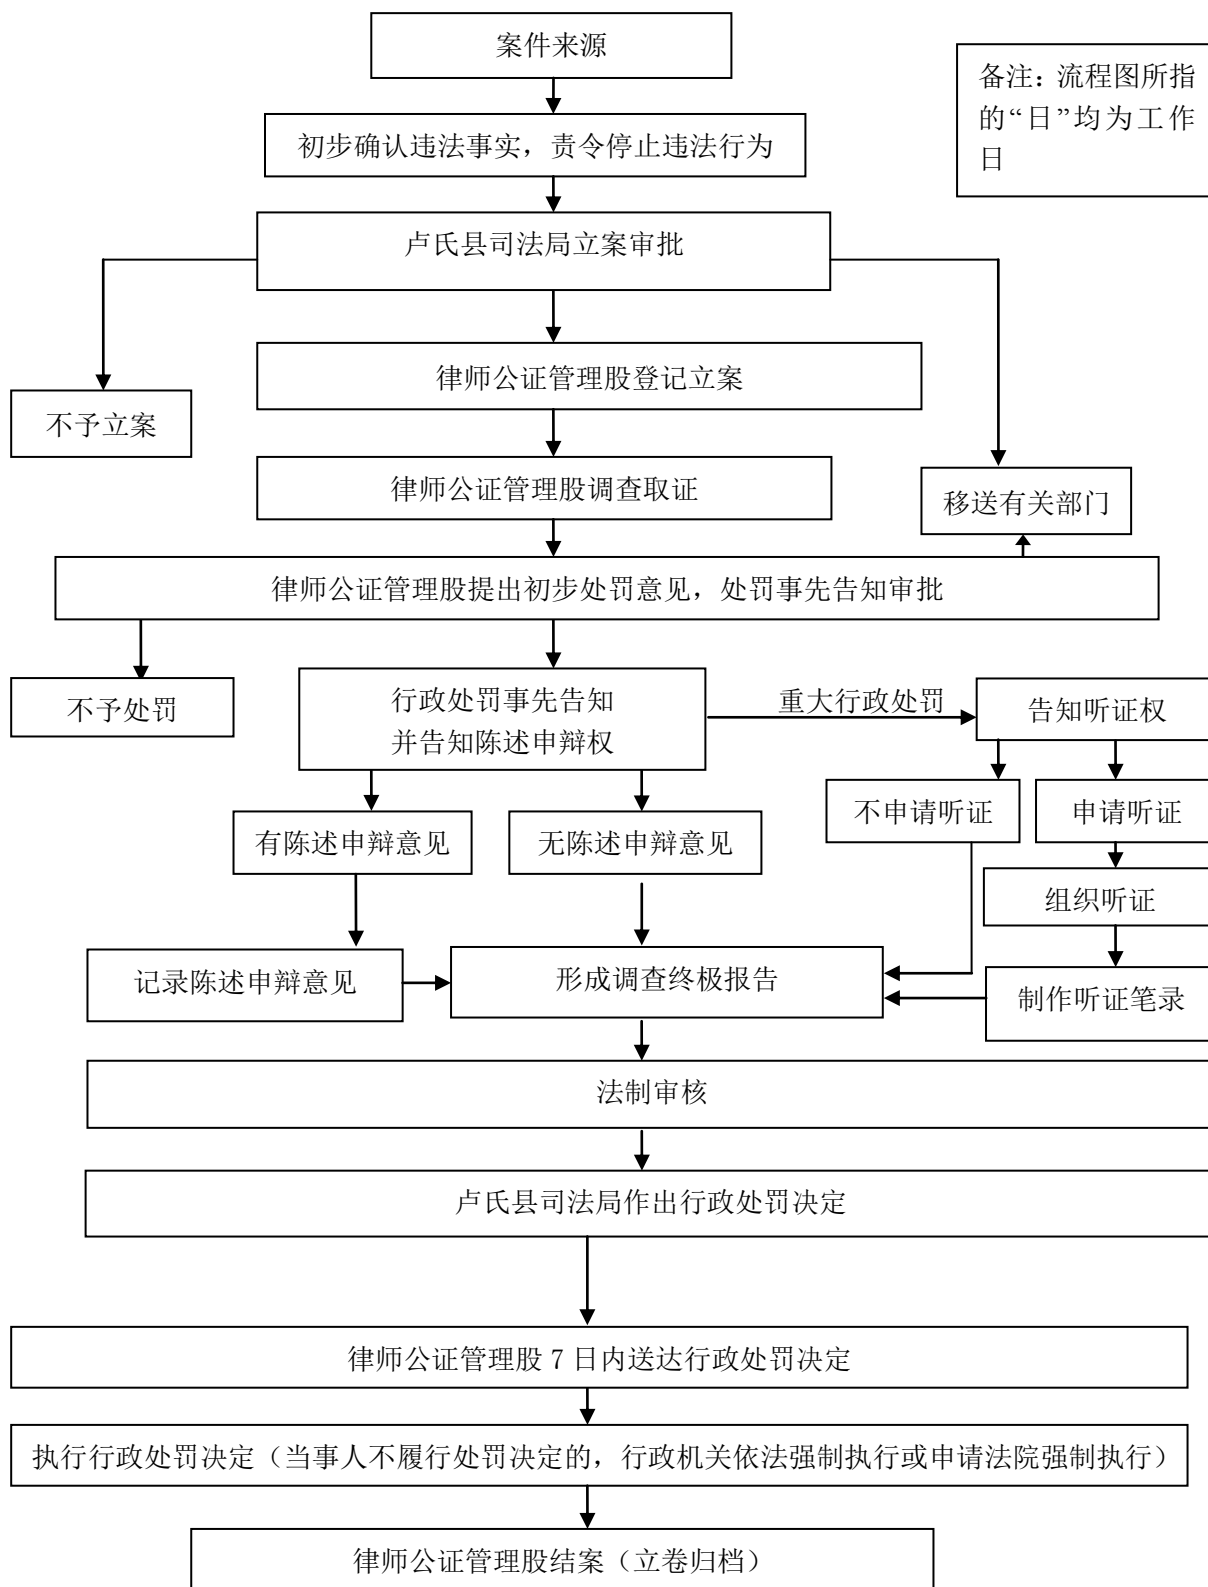 案件来源
备注：流程图所指
的“日”均为工作
日
初步确认违法事实，责令停止违法行为
卢氏县司法局立案审批
律师公证管理股登记立案
不予立案
律师公证管理股调查取证
移送有关部门
律师公证管理股提出初步处罚意见，处罚事先告知审批
不予处罚
行政处罚事先告知
并告知陈述申辩权
重大行政处罚
告知听证权
不申请听证
申请听证
有陈述申辩意见
无陈述申辩意见
组织听证
记录陈述申辩意见
形成调查终极报告
制作听证笔录
法制审核
卢氏县司法局作出行政处罚决定
律师公证管理股 7 日内送达行政处罚决定
执行行政处罚决定（当事人不履行处罚决定的，行政机关依法强制执行或申请法院强制执行）
律师公证管理股结案（立卷归档）